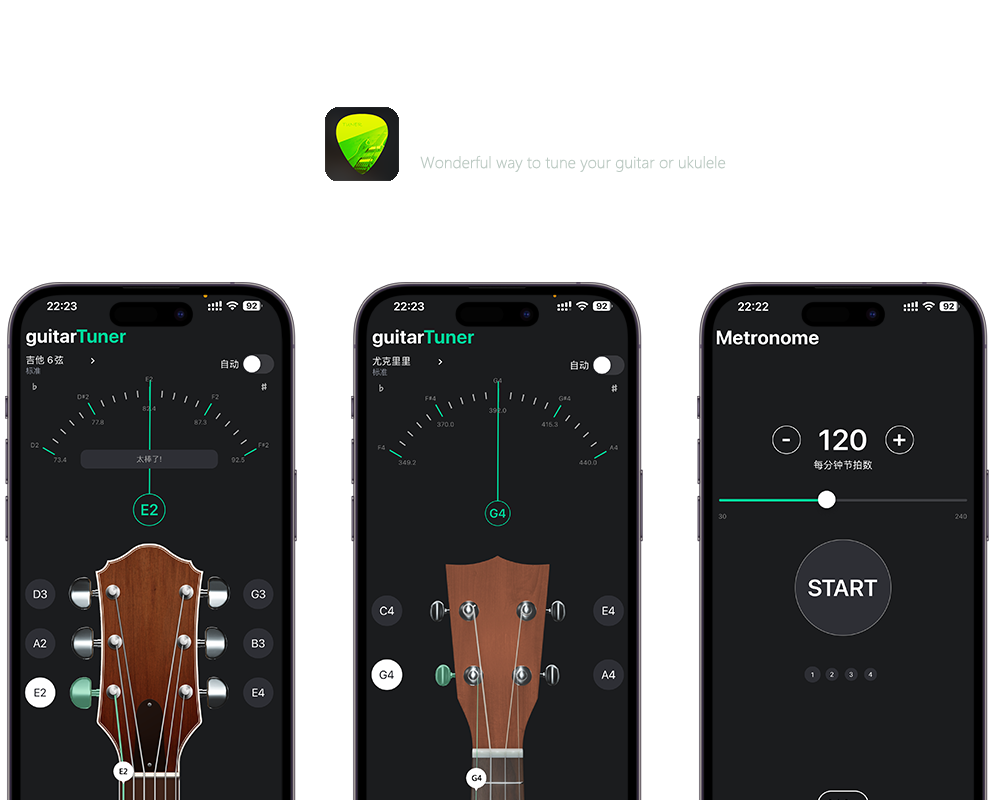 Wonderful way to tune your guitar or ukulele
22:23
92
guitarTuner
吉他 6弦 >
标准
自动
♭
♯
D2
D#2
E2
F2
F#2
73.4
77.8
82.4
87.3
92.5
太棒了!
E2
D3
G3
A2
B3
E2
E4
E2
22:23
92
guitarTuner
尤克里里 >
标准
自动
♭
♯
F4
F#4
G4
G#4
A4
349.2
370.0
392.0
415.3
440.0
G4
C4
E4
G4
A4
G4
22:22
92
Metronome
- 120 +
每分钟节拍数
30
240
START
1 2 3 4